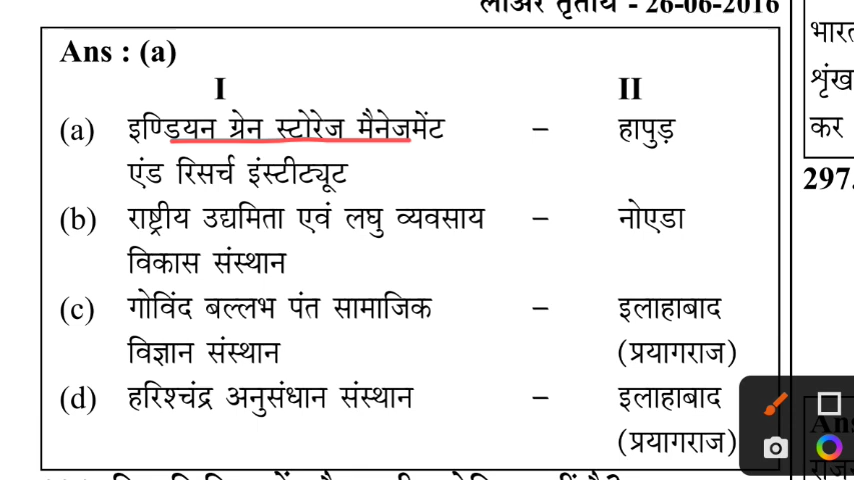 लोअर तृतीय - 26-06-2016
Ans : (a)
I II
(a) इण्डियन ग्रेन स्टोरेज मैनेजमेंट – हापुड़
एंड रिसर्च इंस्टीट्यूट
(b) राष्ट्रीय उद्यमिता एवं लघु व्यवसाय – नोएडा
विकास संस्थान
(c) गोविंद बल्लभ पंत सामाजिक – इलाहाबाद
विज्ञान संस्थान (प्रयागराज)
(d) हरिश्चंद्र अनुसंधान संस्थान – इलाहाबाद
(प्रयागराज)
कर
297.